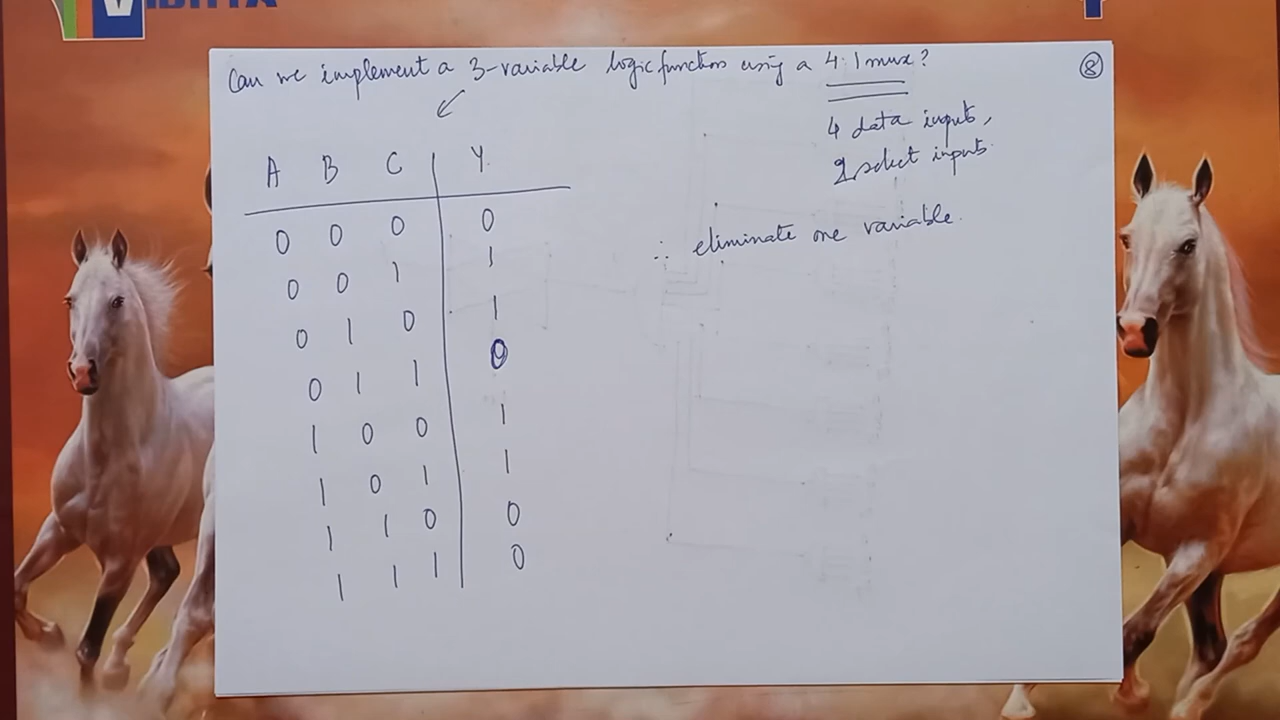 Can we implement a 3-variable logic function using a 4:1 mux?
8
4 data inputs,
2 select inputs.
∴ eliminate one variable.
A B C Y
0 0 0 0
0 0 1 1
0 1 0 1
0 1 1 0
1 0 0 1
1 0 1 1
1 1 0 0
1 1 1 0